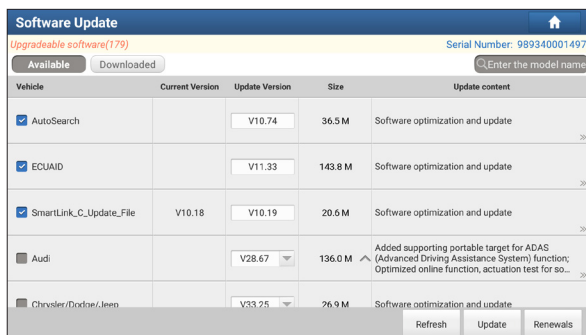 Software Update
Upgradeable software(179)
Serial Number: 989340001497
Available
Downloaded
Enter the model name
Vehicle Current Version Update Version Size Update content
AutoSearch V10.74 36.5 M Software optimization and update
ECUAID V11.33 143.8 M Software optimization and update
SmartLink_C_Update_File V10.18 V10.19 20.6 M Software optimization and update
Audi V28.67 136.0 M Added supporting portable target for ADAS
(Advanced Driving Assistance System) function;
Optimized online function, actuation test for so...
Chrysler/Dodge/Jeep V33.25 26.9 M Software optimization and update
Refresh Update Renewals